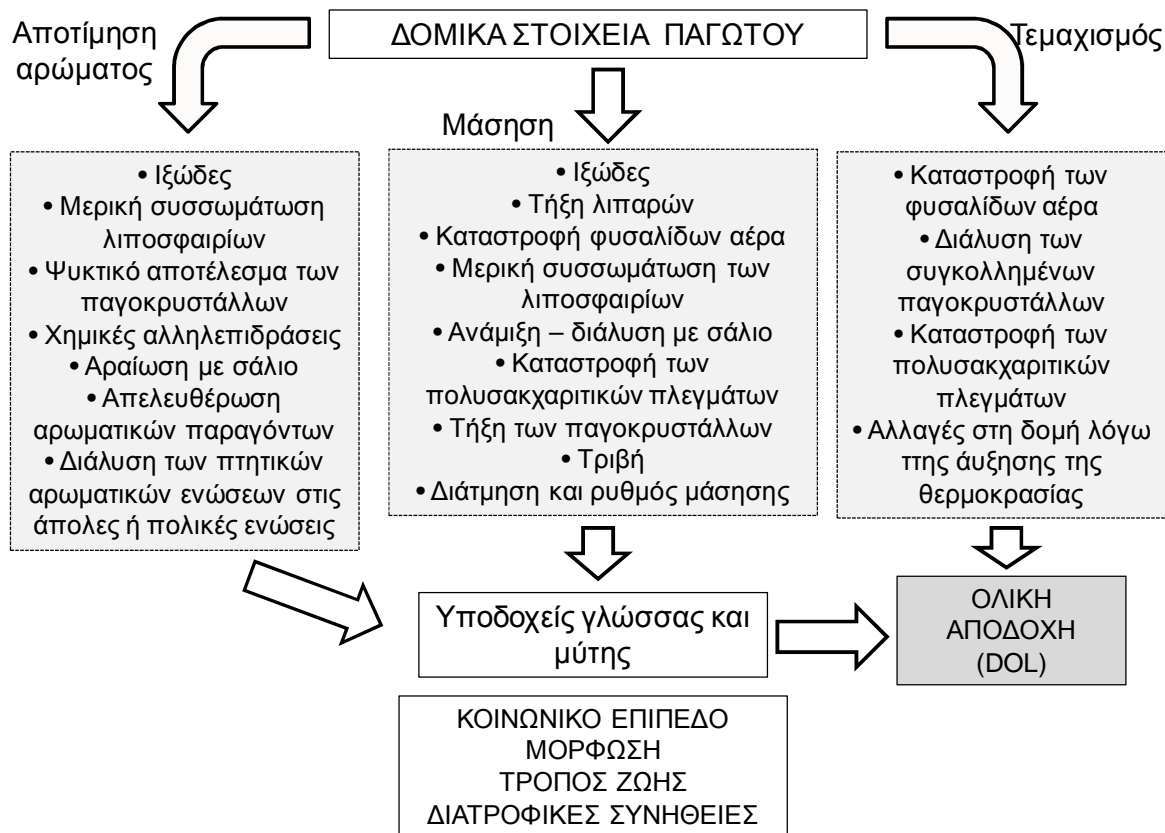 Αποτίμηση
αρώματος
ΔΟΜΙΚΑ ΣΤΟΙΧΕΙΑ ΠΑΓΩΤΟΥ
Τεμαχισμός
Μάσηση
• Ιξώδες
• Μερική συσσωμάτωση
λιποσφαιρίων
• Ψυκτικό αποτέλεσμα των
παγοκρυστάλλων
• Χημικές αλληλεπιδράσεις
• Αραίωση με σάλιο
• Απελευθέρωση
αρωματικών παραγόντων
• Διάλυση των πτητικών
αρωματικών ενώσεων στις
άπολες ή πολικές ενώσεις
• Ιξώδες
• Τήξη λιπαρών
• Καταστροφή φυσαλίδων αέρα
• Μερική συσσωμάτωση των
λιποσφαιρίων
• Ανάμιξη – διάλυση με σάλιο
• Καταστροφή των
πολυσακχαριτικών πλεγμάτων
• Τήξη των παγοκρυστάλλων
• Τριβή
• Διάτμηση και ρυθμός μάσησης
• Καταστροφή των
φυσαλίδων αέρα
• Διάλυση των
συγκολλημένων
παγοκρυστάλλων
• Καταστροφή των
πολυσακχαριτικών
πλεγμάτων
• Αλλαγές στη δομή λόγω
ττης άυξησης της
θερμοκρασίας
Υποδοχείς γλώσσας και
μύτης
ΟΛΙΚΗ
ΑΠΟΔΟΧΗ
(DOL)
ΚΟΙΝΩΝΙΚΟ ΕΠΙΠΕΔΟ
ΜΟΡΦΩΣΗ
ΤΡΟΠΟΣ ΖΩΗΣ
ΔΙΑΤΡΟΦΙΚΕΣ ΣΥΝΗΘΕΙΕΣ